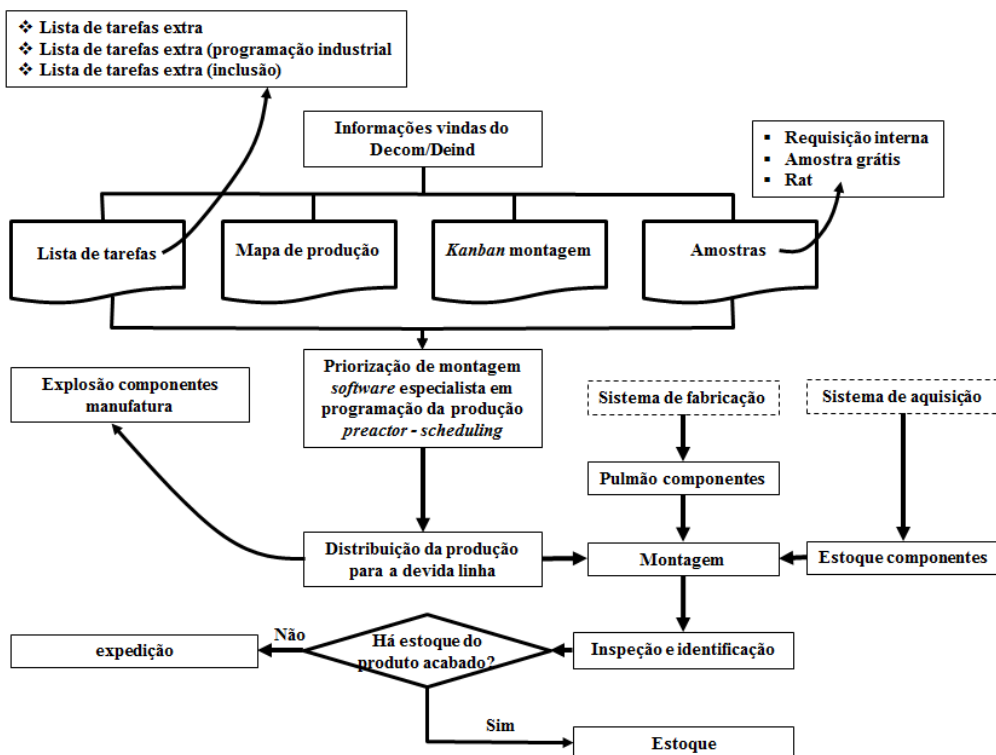 ❖ Lista de tarefas extra
❖ Lista de tarefas extra (programação industrial
❖ Lista de tarefas extra (inclusão)
Informações vindas do
Decom/Deind
▪ Requisição interna
▪ Amostra grátis
▪ Rat
Lista de tarefas
Mapa de produção
Kanban montagem
Amostras
Priorização de montagem
software especialista em
programação da produção
preactor - scheduling
Explosão componentes
manufatura
Sistema de fabricação
Sistema de aquisição
Pulmão componentes
Distribuição da produção
para a devida linha
Montagem
Estoque componentes
Inspeção e identificação
Há estoque do
produto acabado?
Não
expedição
Sim
Estoque